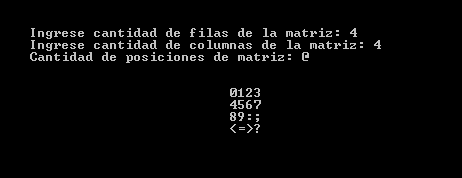 Ingrese cantidad de filas de la matriz: 4
Ingrese cantidad de columnas de la matriz: 4
Cantidad de posiciones de matriz: @
0123
4567
89:;
<=>?